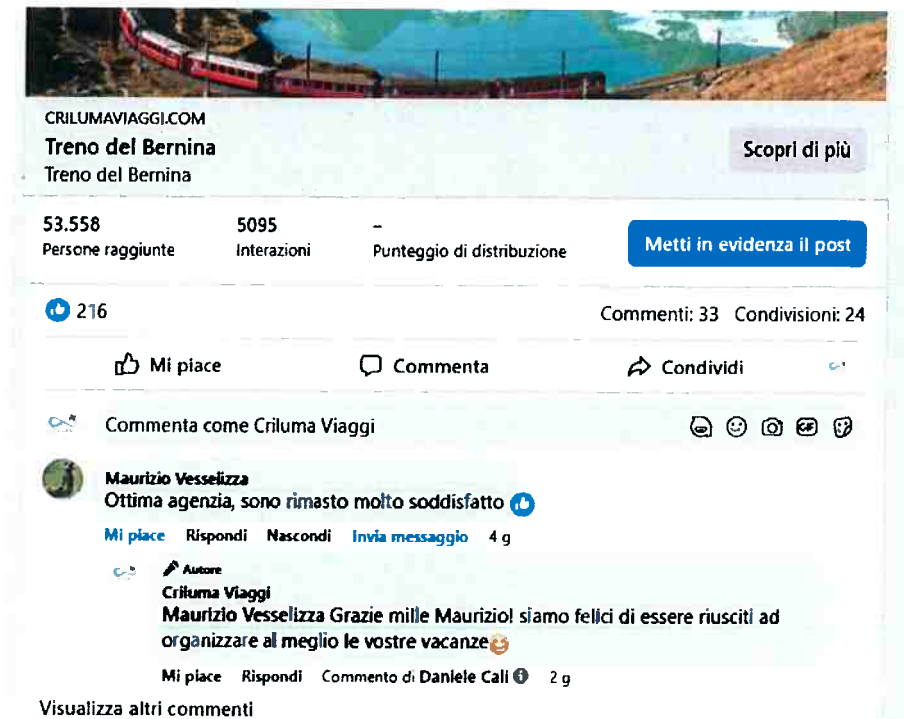 CRILUMAVIAGGI.COM
Treno del Bernina
Treno del Bernina
Scopri di più
53.558
Persone raggiunte
5095
Interazioni
–
Punteggio di distribuzione
Metti in evidenza il post
216
Commenti: 33 Condivisioni: 24
Mi piace
Commenta
Condividi
Commenta come Criluma Viaggi
GIF
Maurizio Vesselizza
Ottima agenzia, sono rimasto molto soddisfatto
Mi piace Rispondi Nascondi Invia messaggio 4 g
Autore
Criluma Viaggi
Maurizio Vesselizza Grazie mille Maurizio! siamo felici di essere riusciti ad
organizzare al meglio le vostre vacanze
Mi piace Rispondi Commento di Daniele Cali 2 g
Visualizza altri commenti